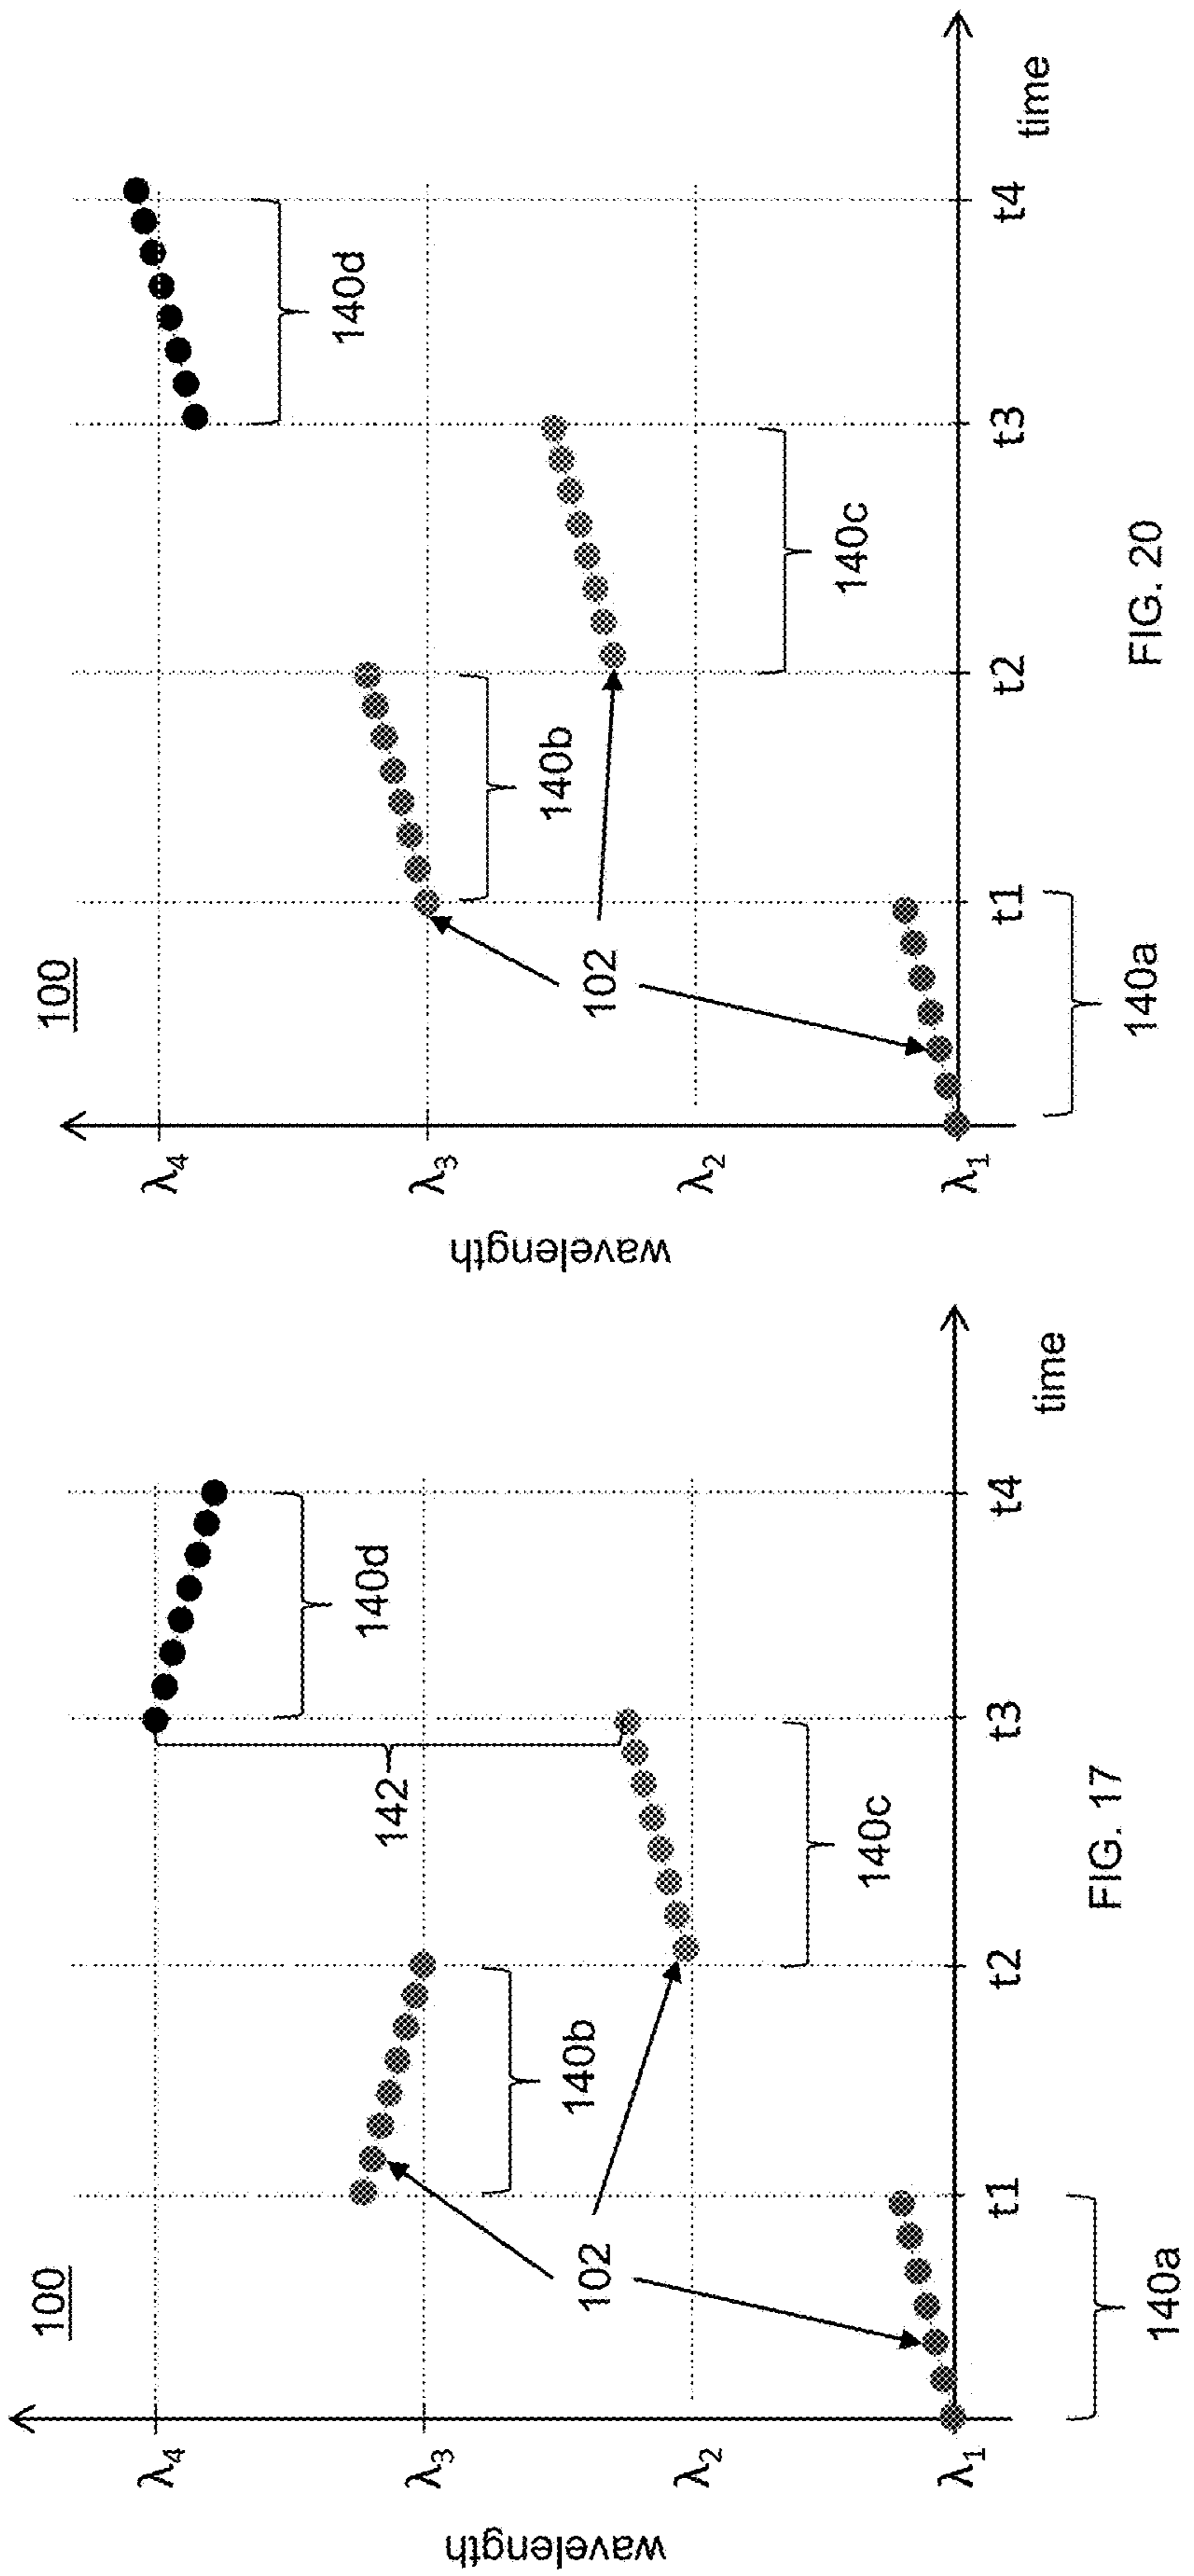 100
wavelength
λ4
λ3
λ2
λ1
142
102
140a
140b
140c
140d
t1
t2
t3
t4
time
FIG. 17
100
wavelength
λ4
λ3
λ2
λ1
102
140a
140b
140c
140d
t1
t2
t3
t4
time
FIG. 20